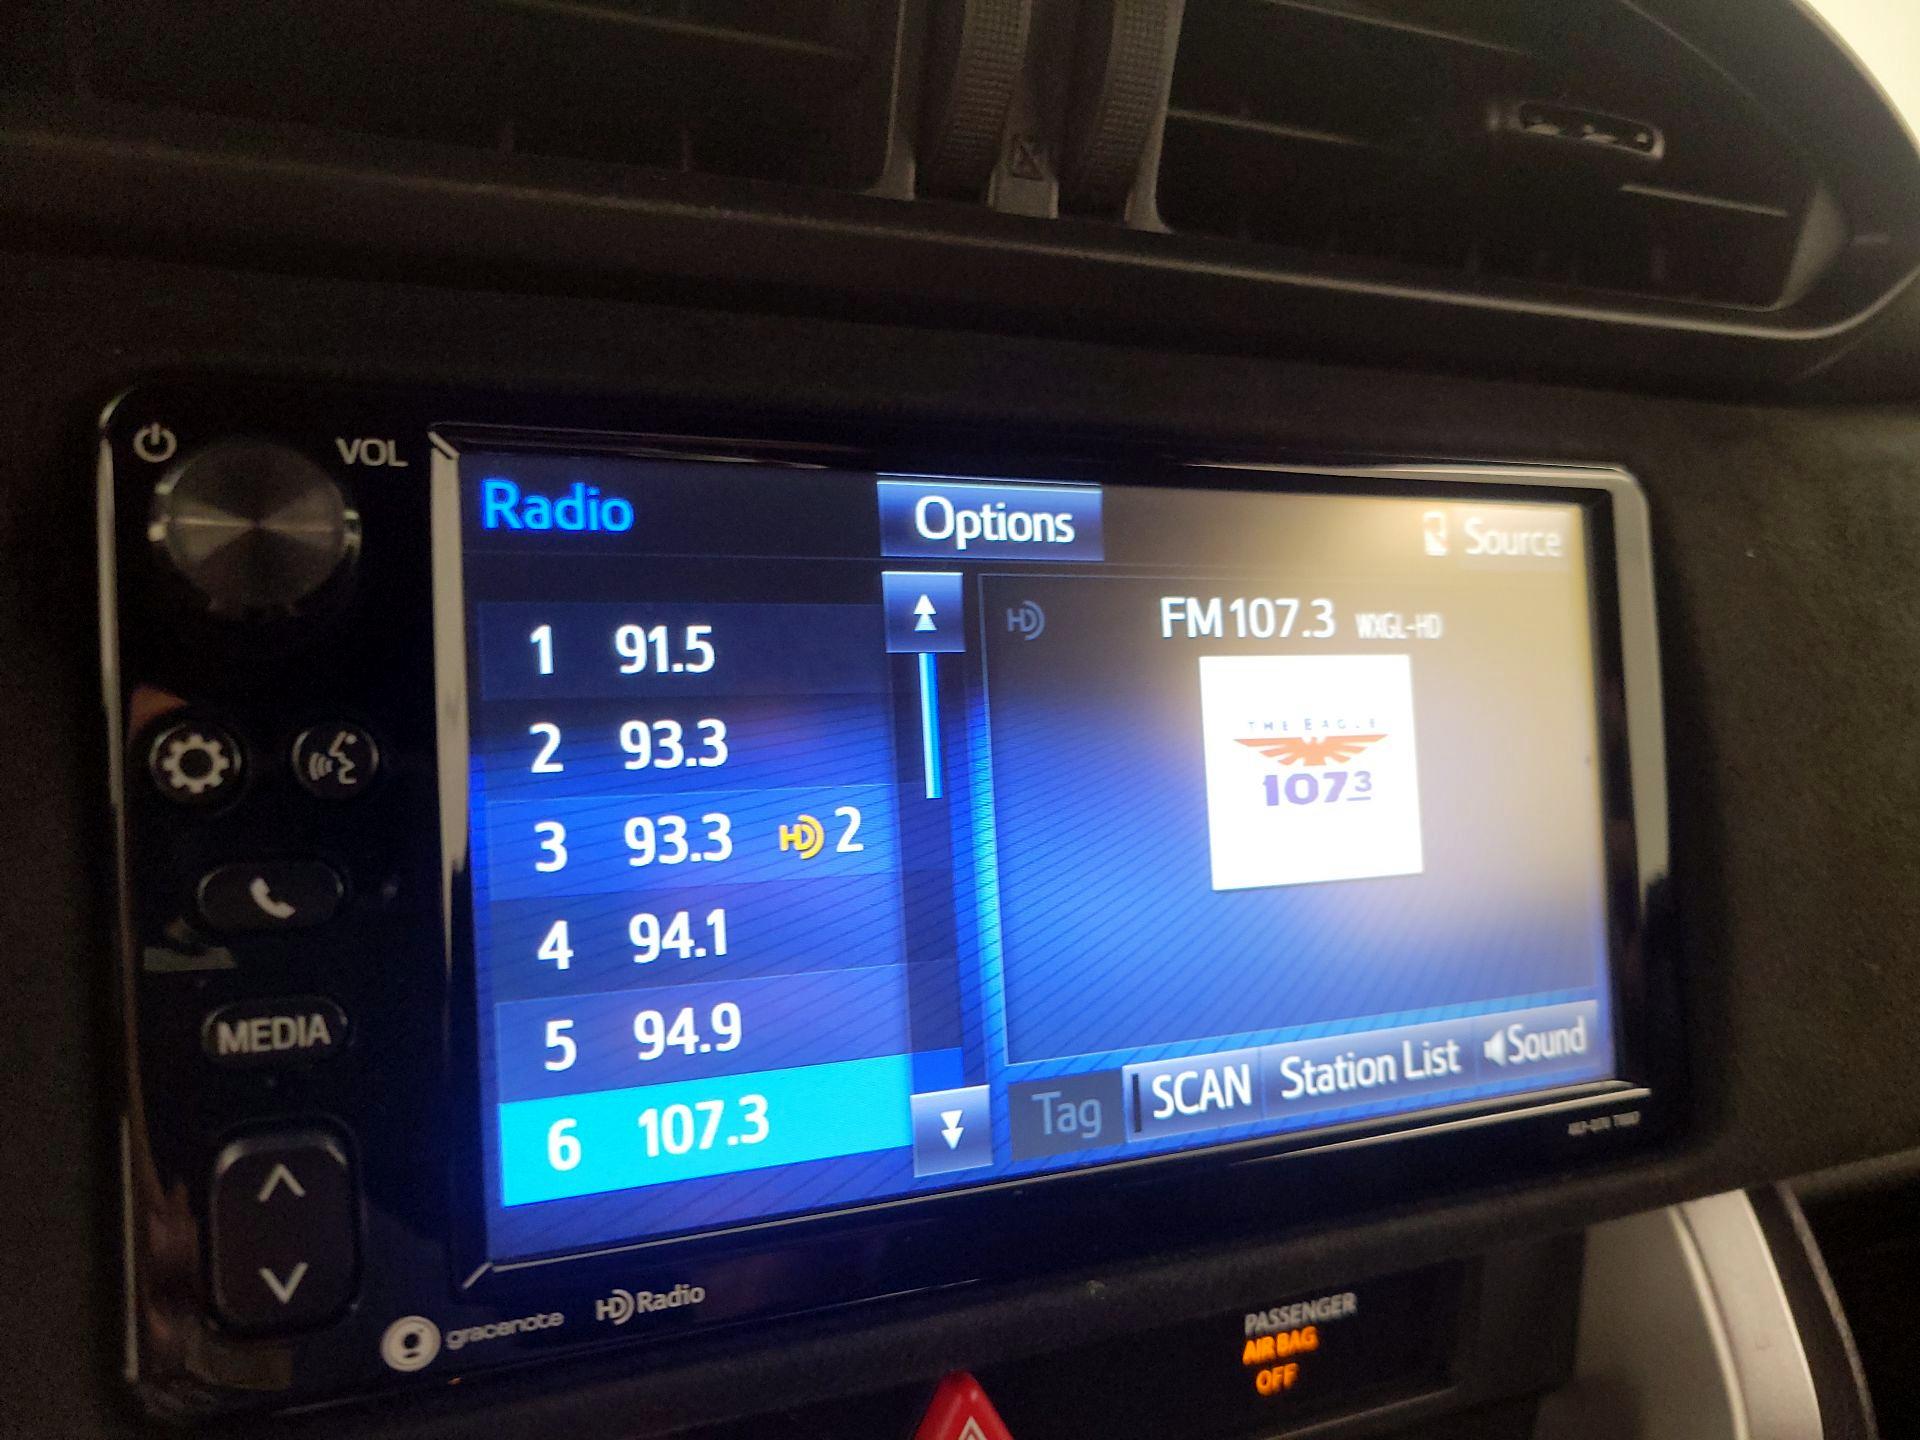 VOL
Radio
Options
Source
1 91.5
2 93.3
3 93.3 HD 2
4 94.1
5 94.9
6 107.3
HD
FM 107.3 WXGL-HD
THE EAGLE
107.3
Tag
SCAN
Station List
Sound
MEDIA
gracenote
HD Radio
PASSENGER
AIR BAG
OFF